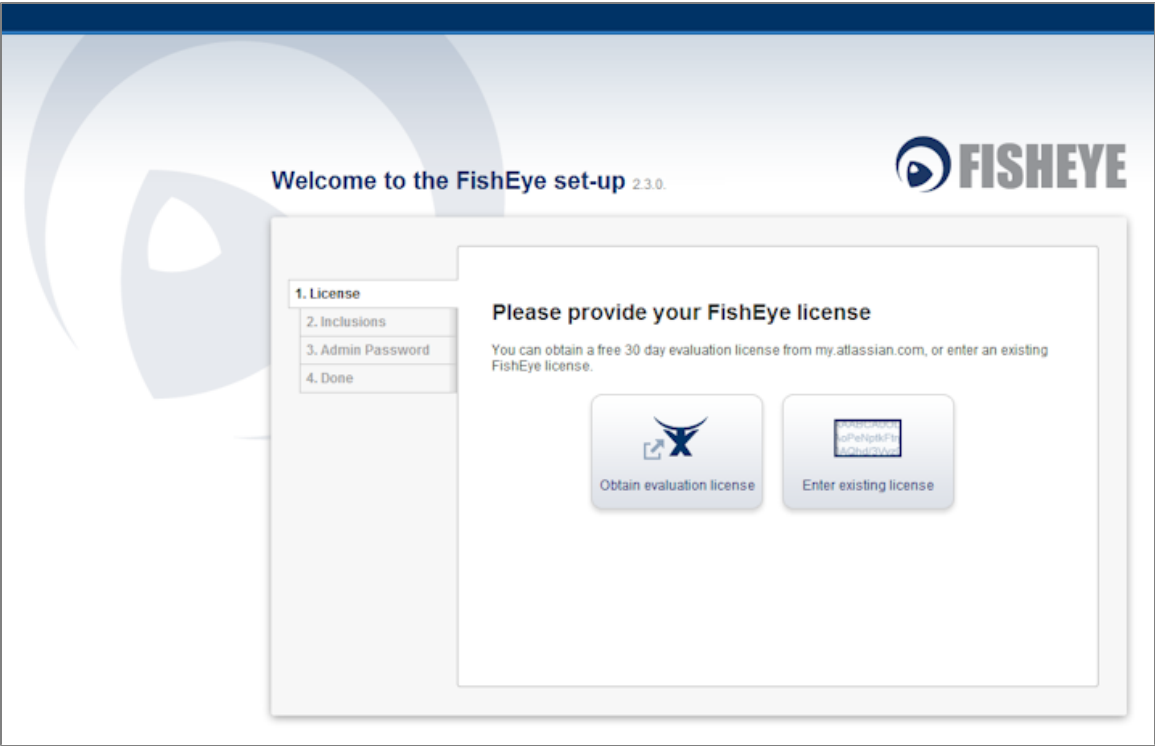 FISHEYE
Welcome to the FishEye set-up 2.3.0.
1. License
2. Inclusions
3. Admin Password
4. Done
Please provide your FishEye license
You can obtain a free 30 day evaluation license from my.atlassian.com, or enter an existing
FishEye license.
Obtain evaluation license
Enter existing license